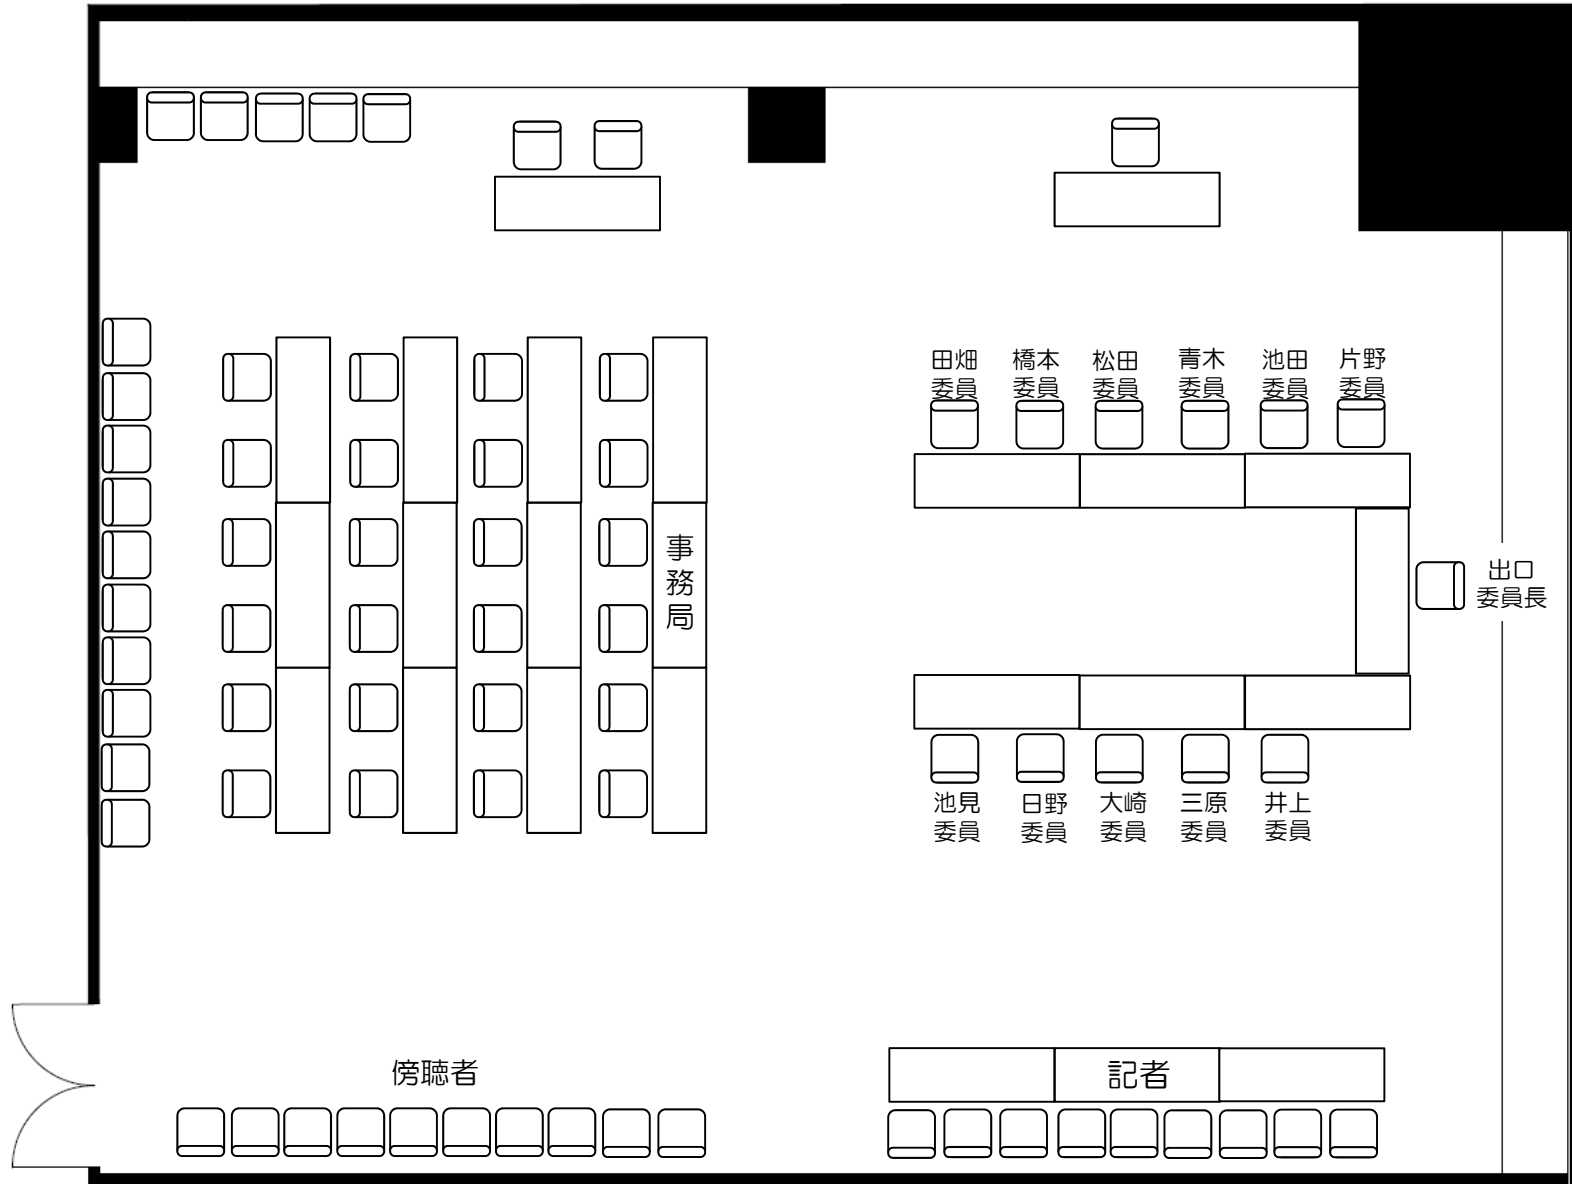 田畑
委員
橋本
委員
松田
委員
青木
委員
池田
委員
片野
委員
事
務
局
出口
委員長
池見
委員
日野
委員
大崎
委員
三原
委員
井上
委員
傍聴者
記者